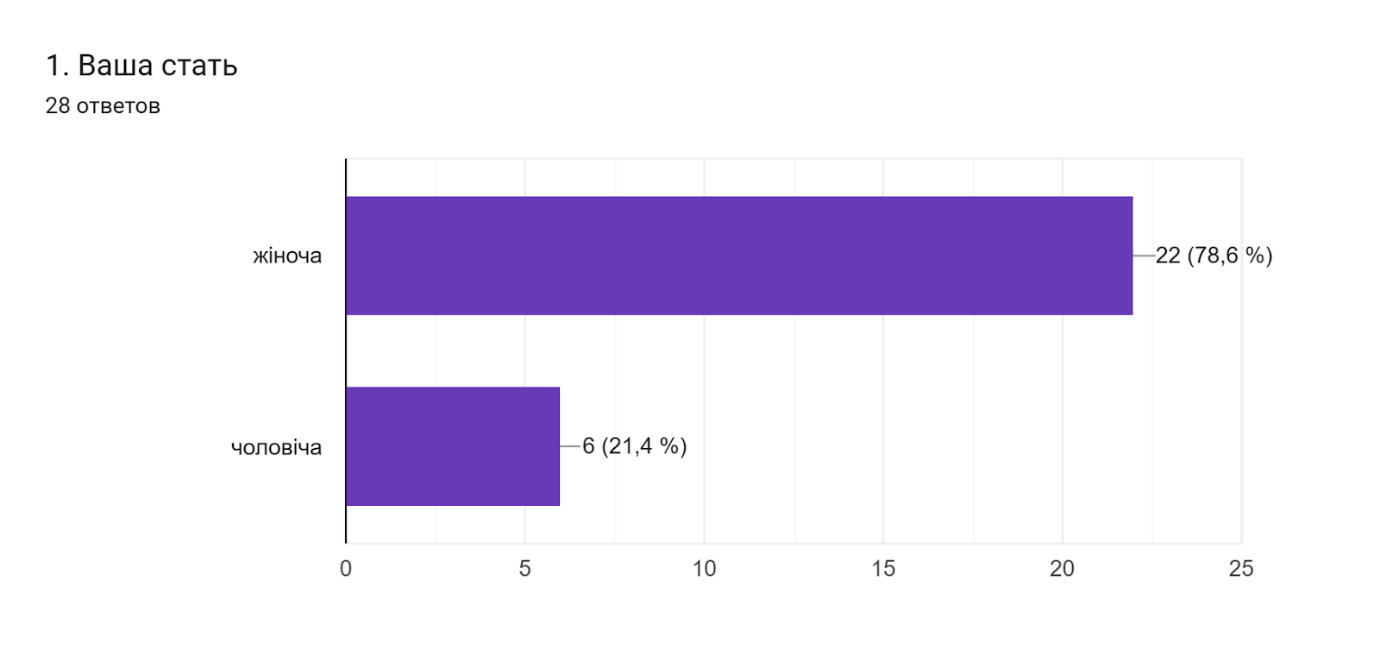 1. Ваша стать
28 ответов
жіноча
22 (78,6 %)
чоловіча
6 (21,4 %)
0 5 10 15 20 25